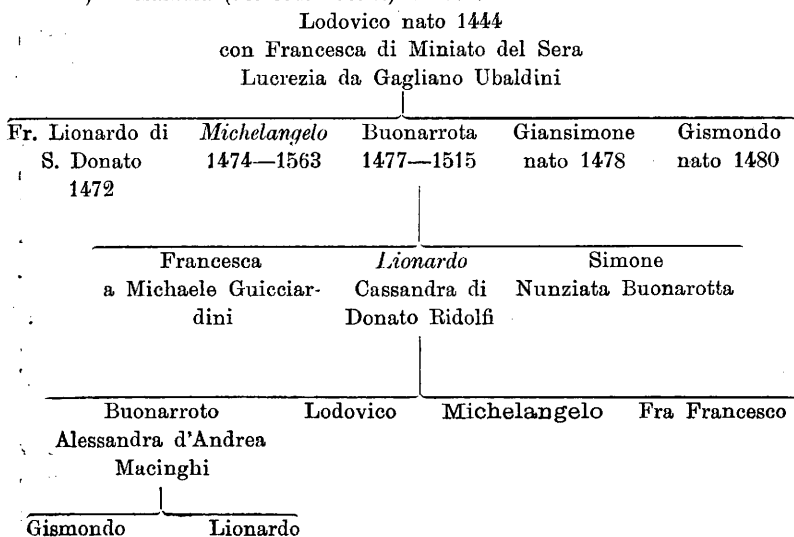 Lodovico nato 1444
con Francesca di Miniato del Sera
Lucrezia da Gagliano Ubaldini
Fr. Lionardo di Michelangelo Buonarrota Giansimone Gismondo
S. Donato 1474—1563 1477—1515 nato 1478 nato 1480
1472
Francesca Lionardo Simone
a Michaele Guicciar- Cassandra di Nunziata Buonarotta
dini Donato Ridolfi
Buonarroto Lodovico Michelangelo Fra Francesco
Alessandra d'Andrea
Macinghi
Gismondo Lionardo